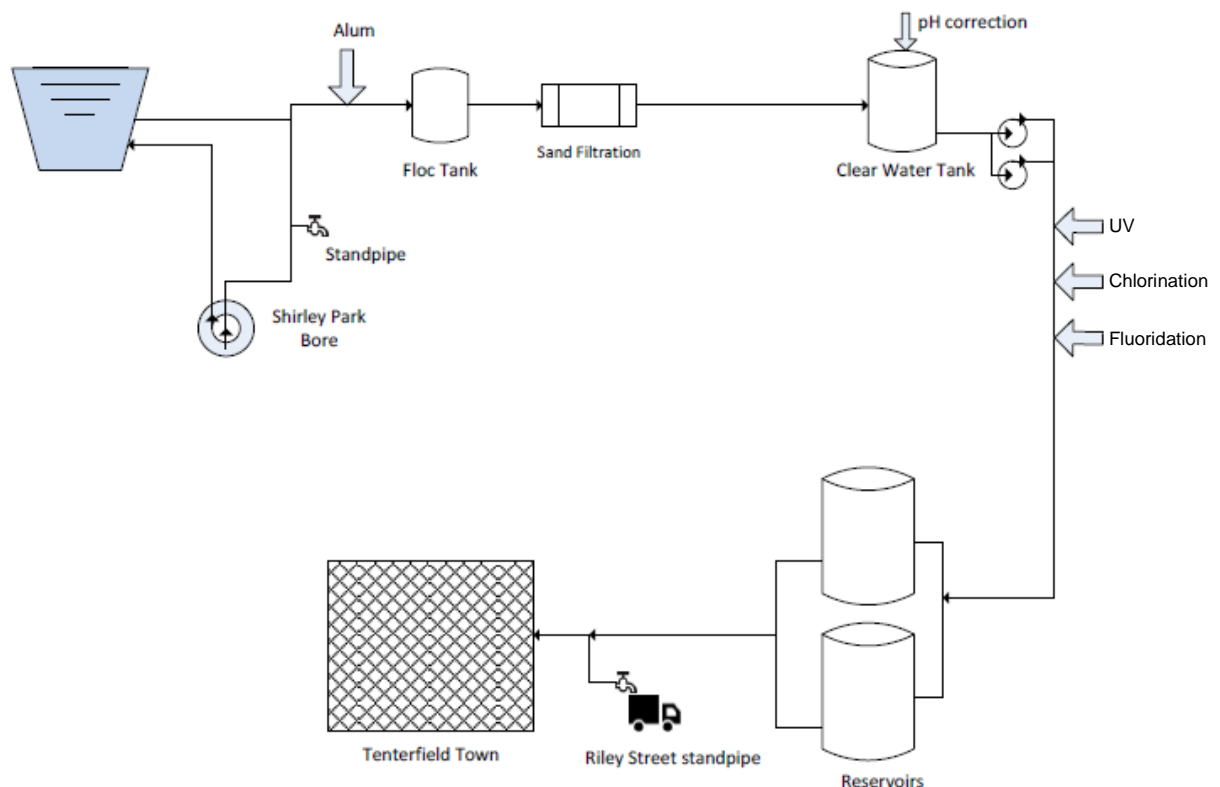 Alum
pH correction
Floc Tank
Sand Filtration
Clear Water Tank
UV
Standpipe
Chlorination
Shirley Park
Bore
Fluoridation
Tenterfield Town
Riley Street standpipe
Reservoirs